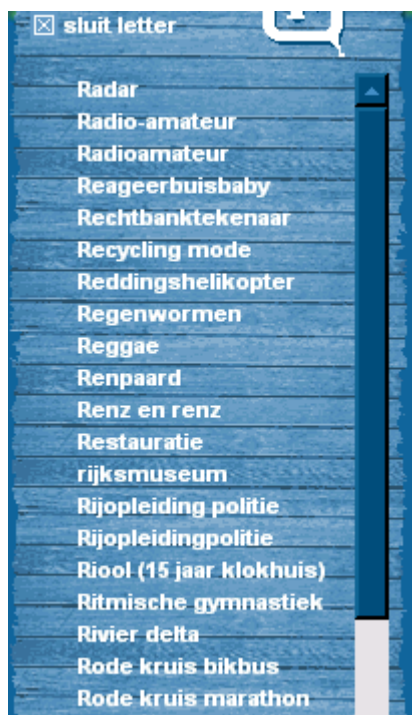 sluit letter
Radar
Radio-amateur
Radioamateur
Reageerbuisbaby
Rechtbanktekenaar
Recycling mode
Reddingshelikopter
Regenwormen
Reggae
Renpaard
Renz en renz
Restauratie
rijksmuseum
Rijopleiding politie
Rijopleidingpolitie
Riool (15 jaar klokhuis)
Ritmische gymnastiek
Rivier delta
Rode kruis bikbus
Rode kruis marathon